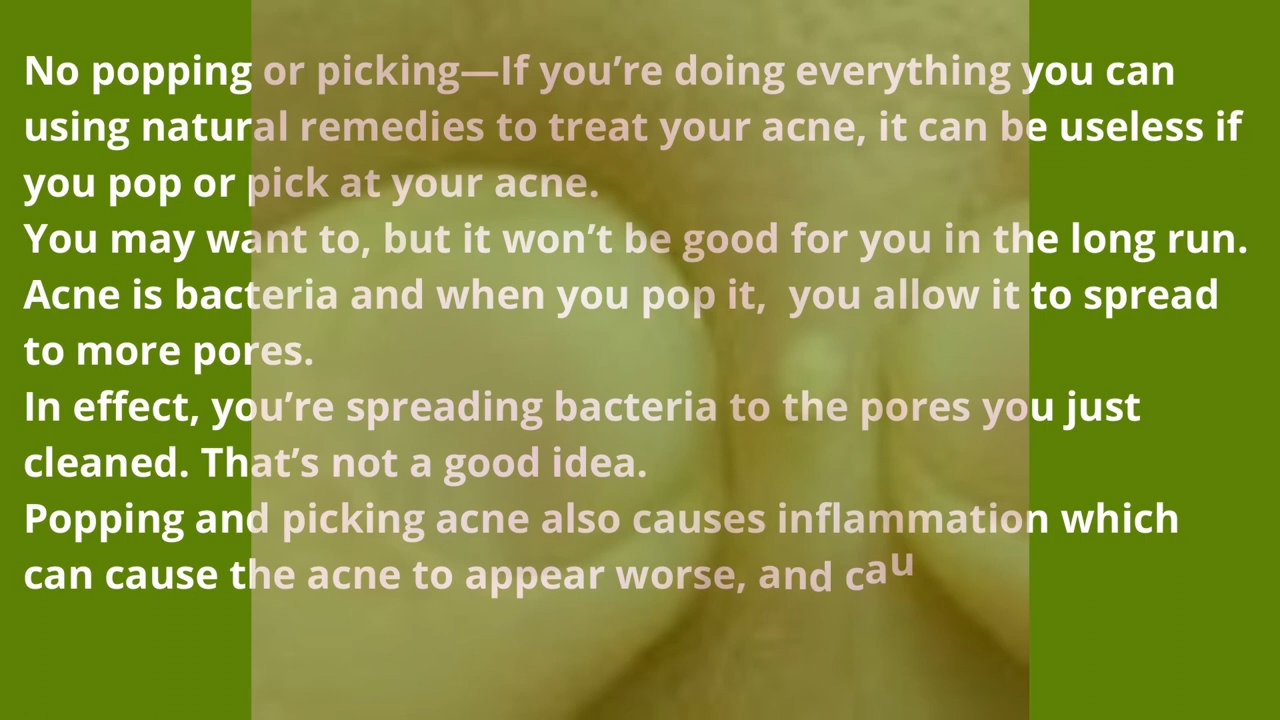 No popping or picking—If you’re doing everything you can
using natural remedies to treat your acne, it can be useless if
you pop or pick at your acne.
You may want to, but it won’t be good for you in the long run.
Acne is bacteria and when you pop it,  you allow it to spread
to more pores.
In effect, you’re spreading bacteria to the pores you just
cleaned. That’s not a good idea.
Popping and picking acne also causes inflammation which
can cause the acne to appear worse, and cau